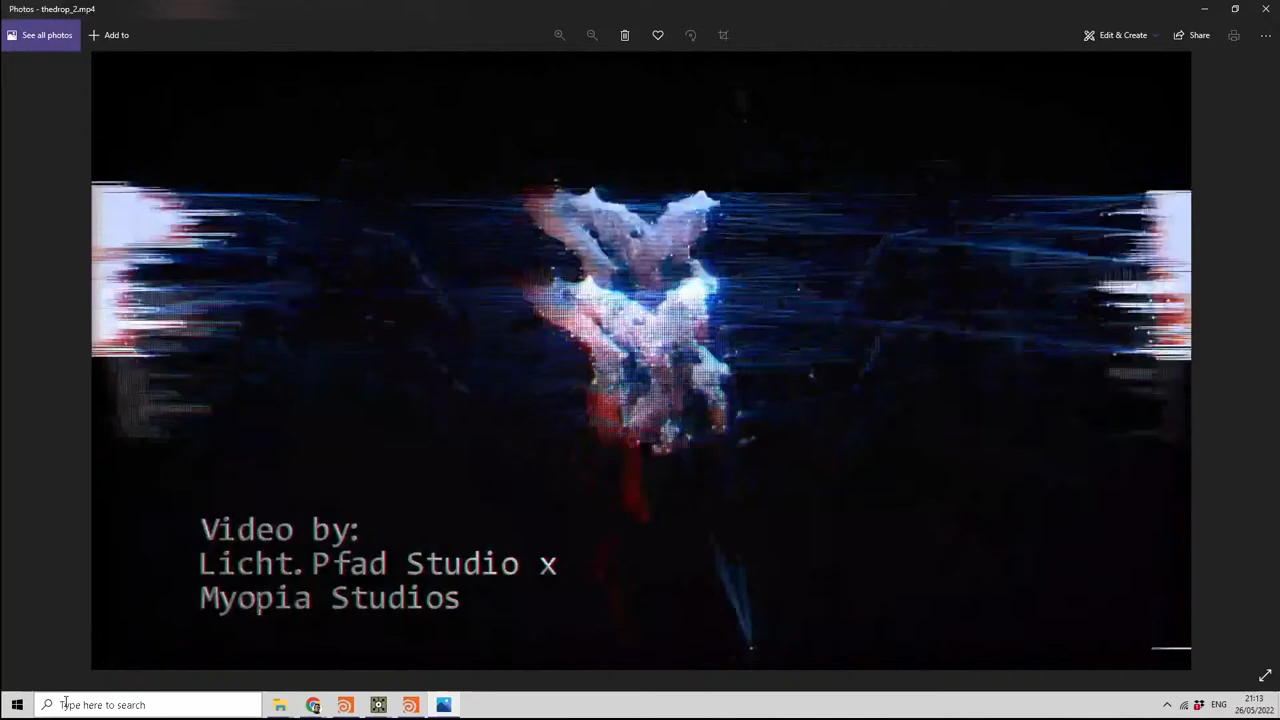 Photos - thedrop_2.mp4
See all photos
Add to
Edit & Create
Share
Video by:
Licht.Pfad Studio x
Myopia Studios
Type here to search
ENG
21:13
26/05/2022